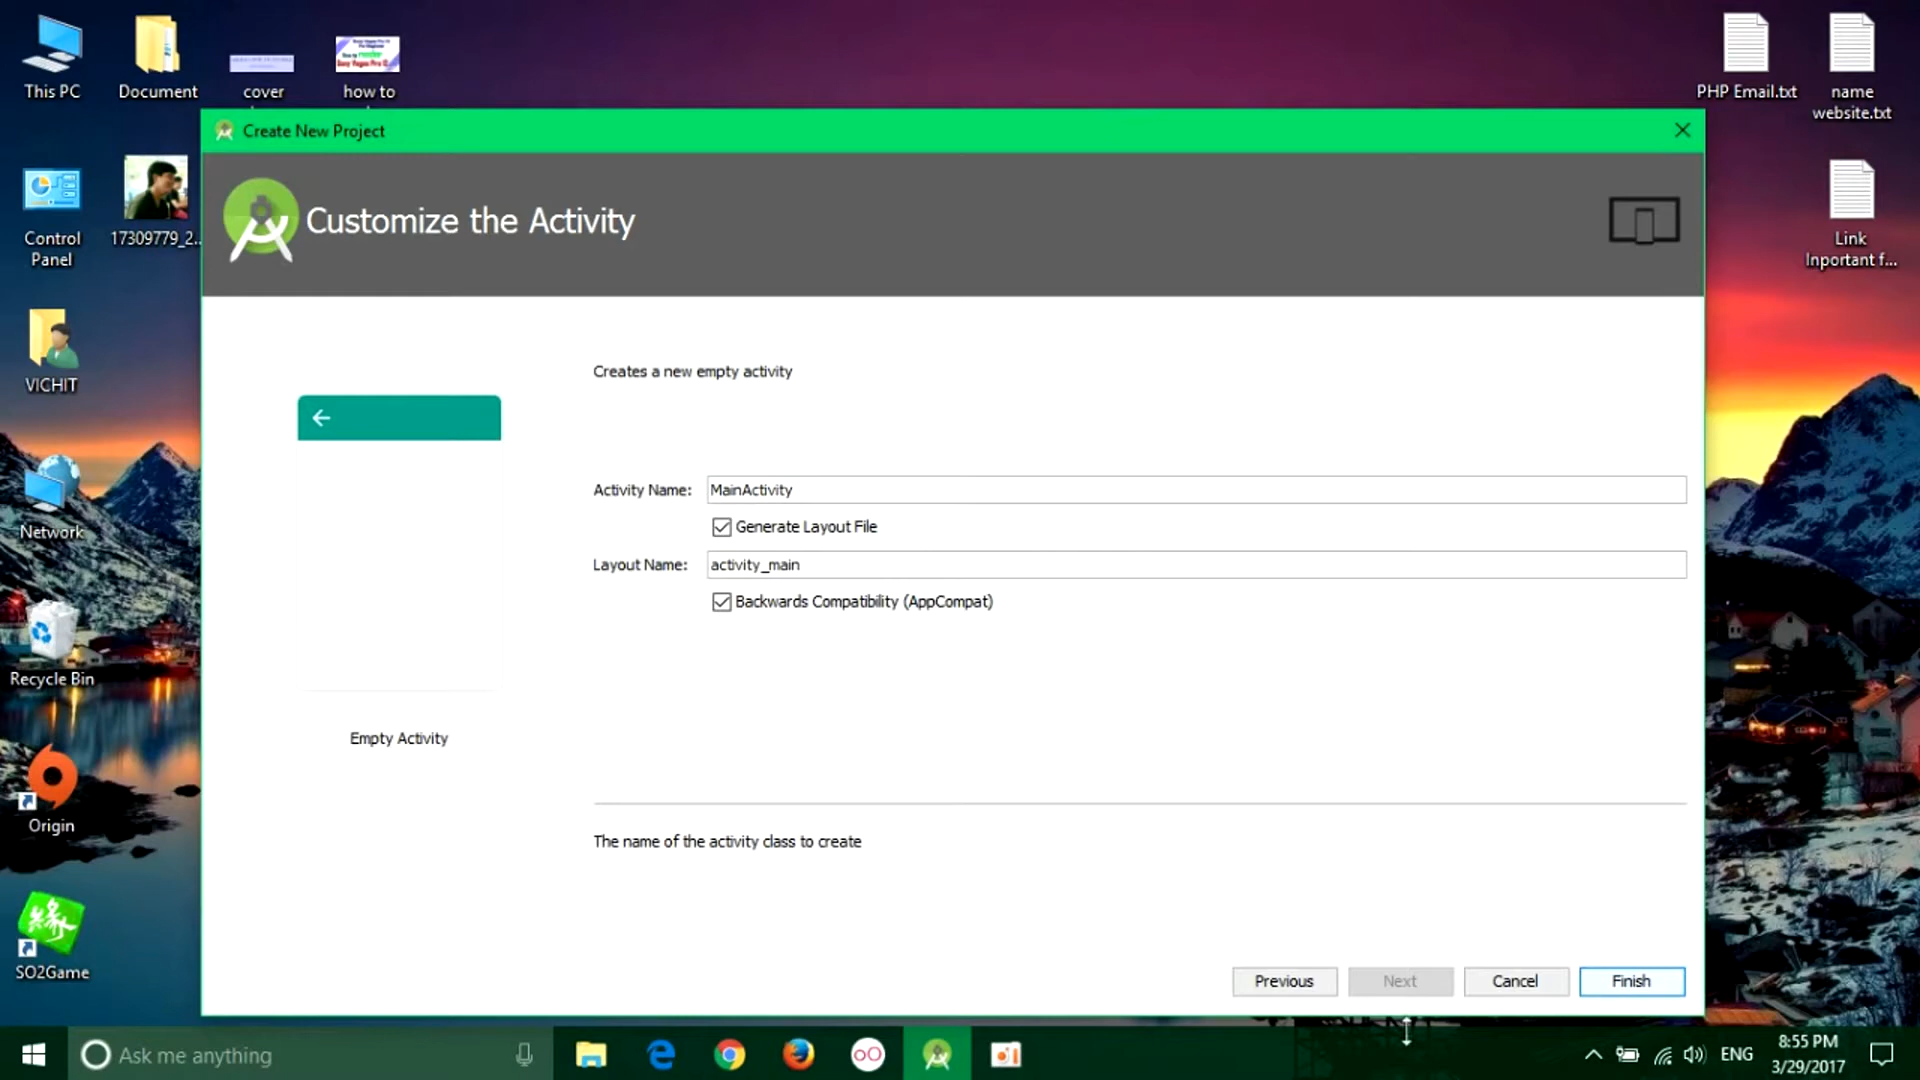 This PC
Document
cover
how to
PHP Email.txt
name
website.txt
Create New Project
Customize the Activity
Control
Panel
17309779_2...
Link
Inportant f...
VICHIT
Creates a new empty activity
Activity Name:
MainActivity
Generate Layout File
Layout Name:
activity_main
Backwards Compatibility (AppCompat)
Network
Recycle Bin
Empty Activity
Origin
The name of the activity class to create
SO2Game
Previous
Next
Cancel
Finish
Ask me anything
ENG
8:55 PM
3/29/2017